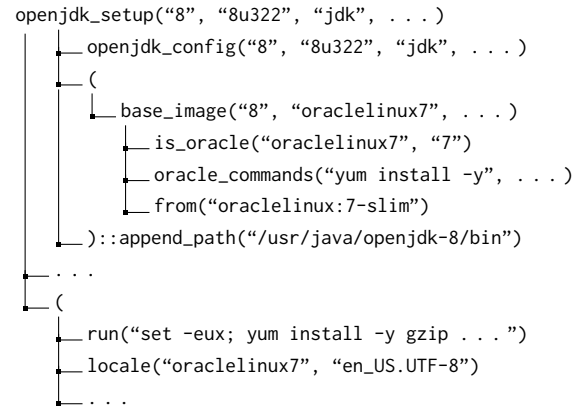 openjdk_setup(“8”, “8u322”, “jdk”, . . . )
openjdk_config(“8”, “8u322”, “jdk”, . . . )
(
base_image(“8”, “oraclelinux7”, . . . )
is_oracle(“oraclelinux7”, “7”)
oracle_commands(“yum install -y”, . . . )
from(“oraclelinux:7-slim”)
)::append_path(“/usr/java/openjdk-8/bin”)
. . .
(
run(“set -eux; yum install -y gzip . . . ”)
locale(“oraclelinux7”, “en_US.UTF-8”)
. . .